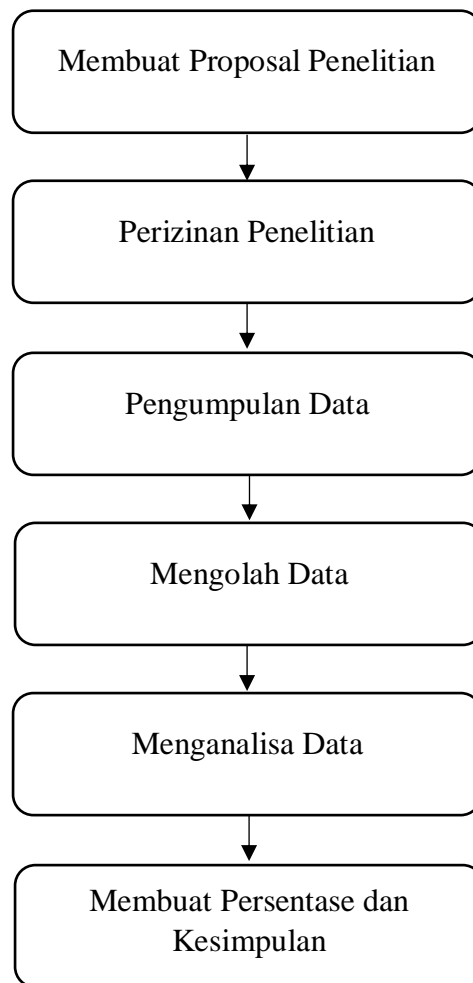 Membuat Proposal Penelitian
Perizinan Penelitian
Pengumpulan Data
Mengolah Data
Menganalisa Data
Membuat Persentase dan
Kesimpulan